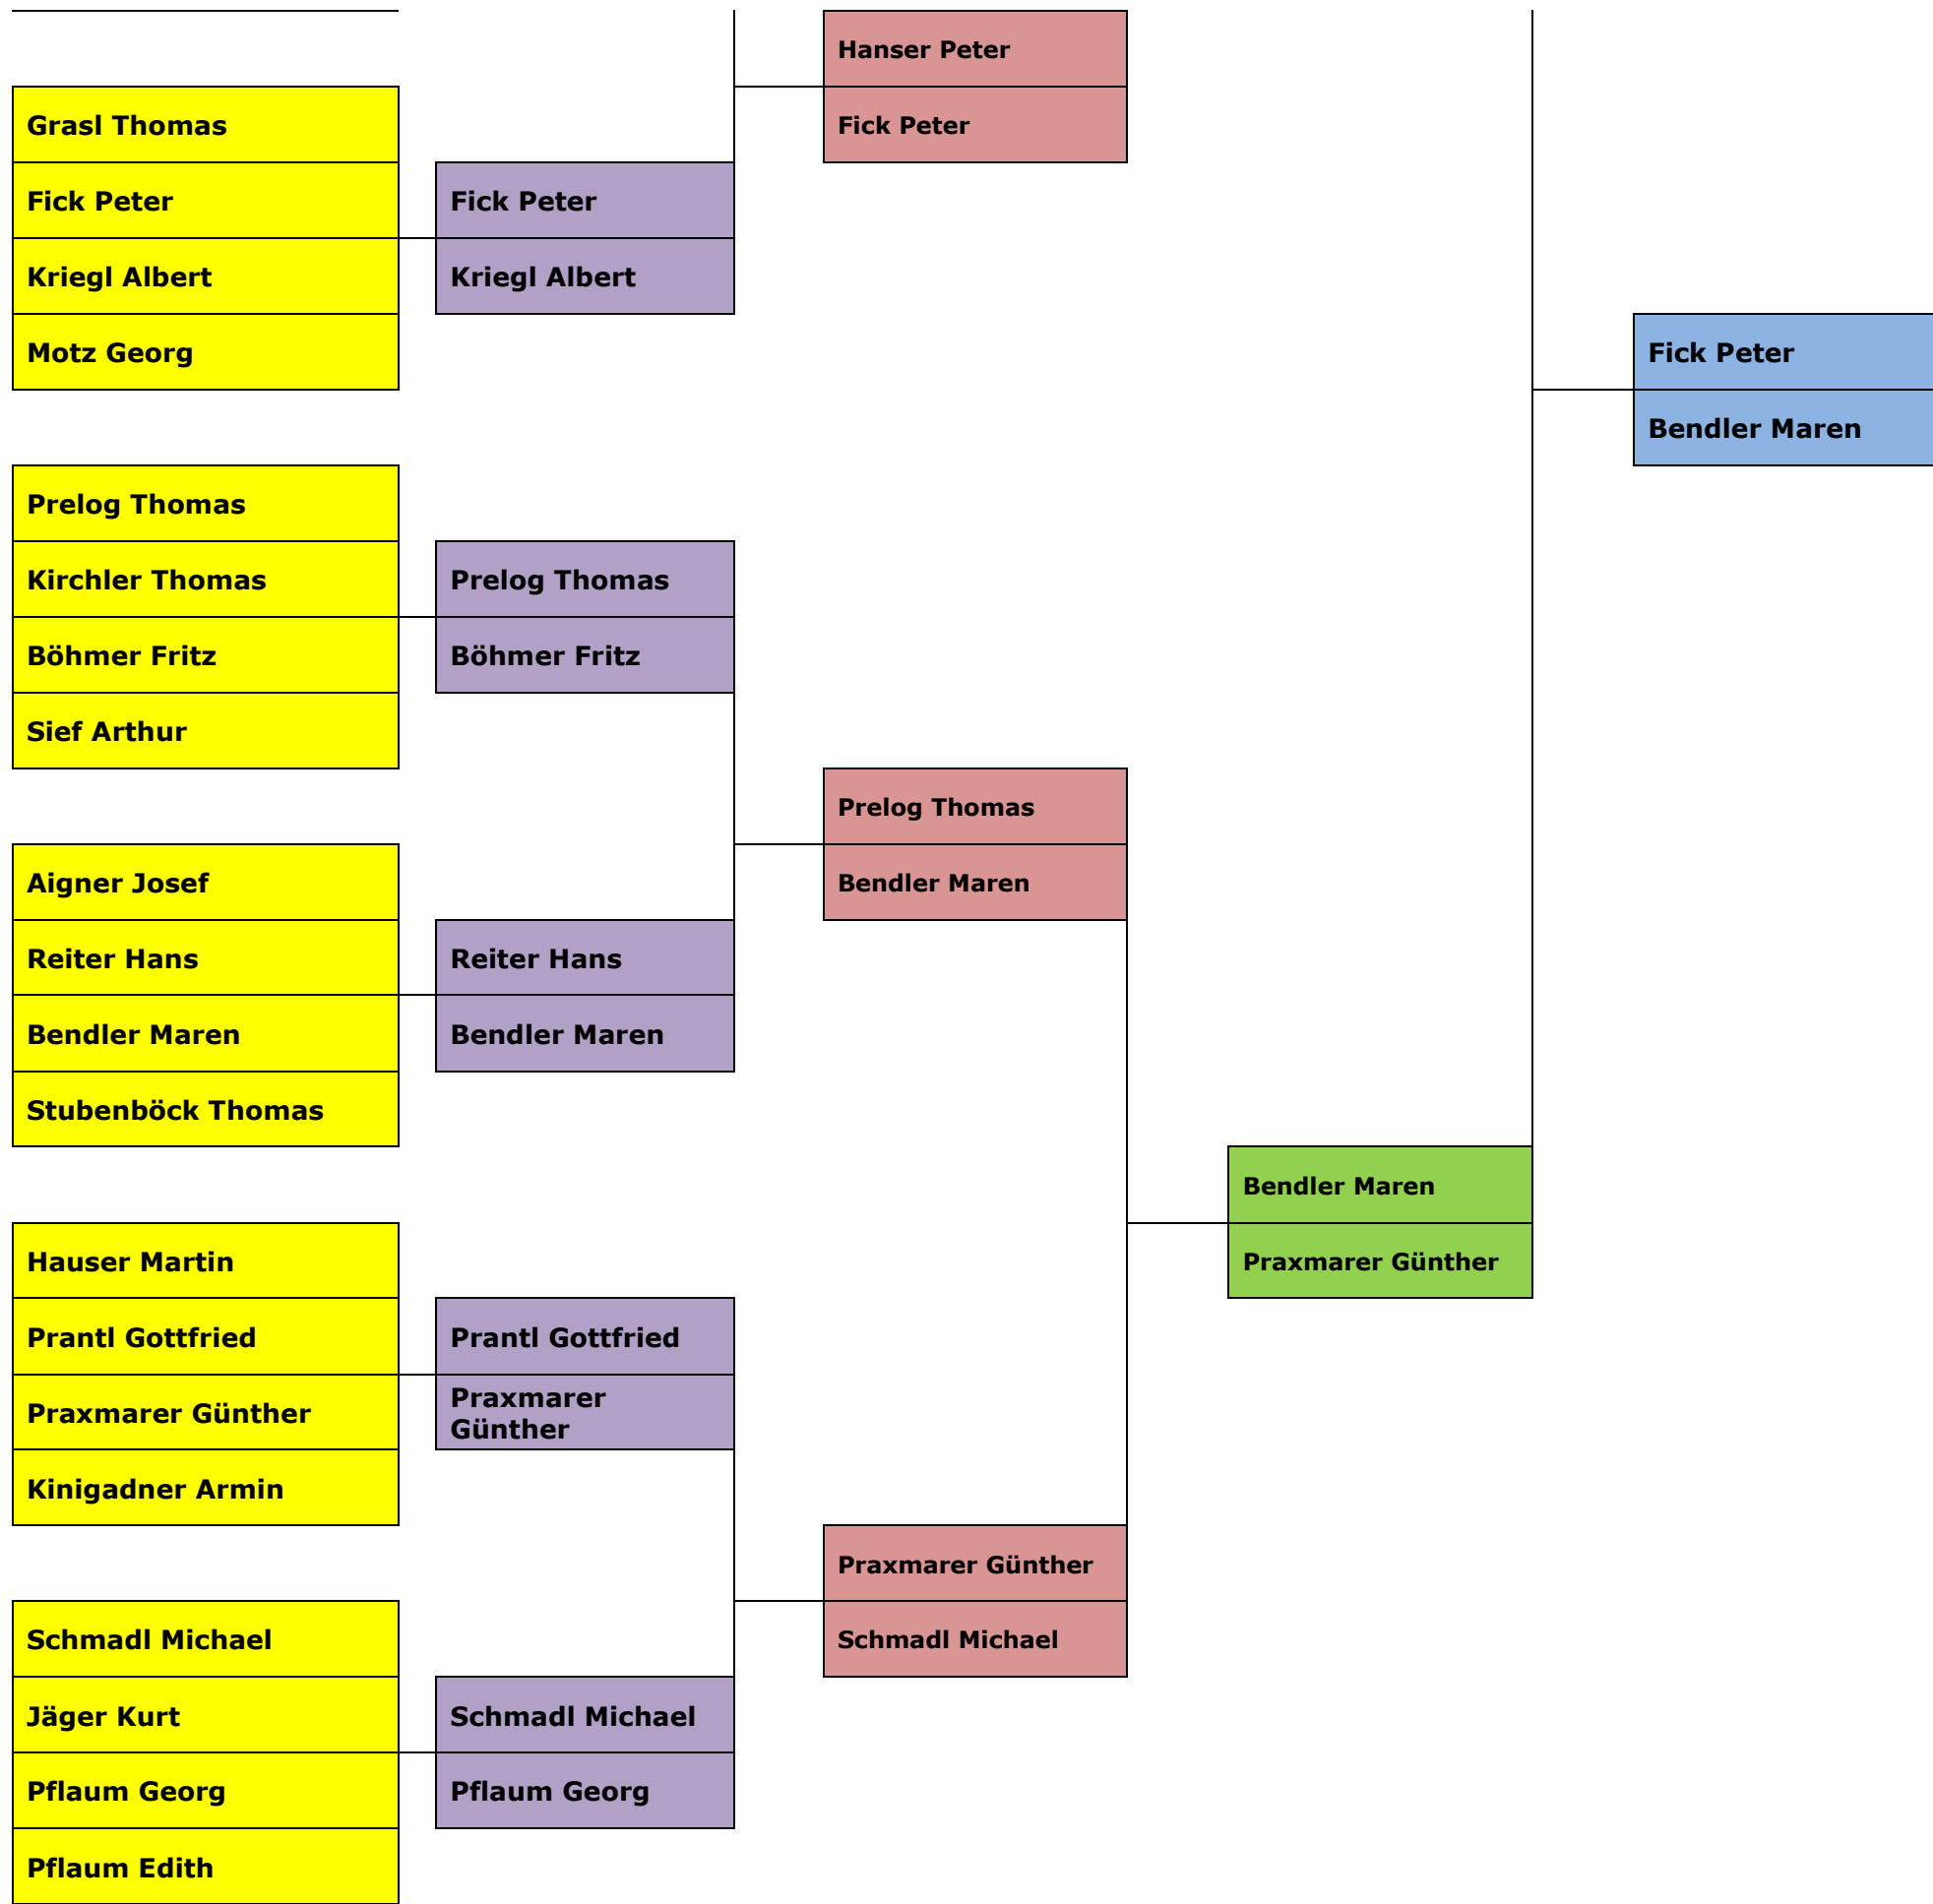 Hanser Peter
Grasl Thomas
Fick Peter
Fick Peter
Fick Peter
Kriegl Albert
Kriegl Albert
Motz Georg
Fick Peter
Bendler Maren
Prelog Thomas
Kirchler Thomas
Prelog Thomas
Böhmer Fritz
Böhmer Fritz
Sief Arthur
Prelog Thomas
Aigner Josef
Bendler Maren
Reiter Hans
Reiter Hans
Bendler Maren
Bendler Maren
Stubenböck Thomas
Bendler Maren
Hauser Martin
Praxmarer Günther
Prantl Gottfried
Prantl Gottfried
Praxmarer Günther
Praxmarer
Günther
Kinigadner Armin
Praxmarer Günther
Schmadl Michael
Schmadl Michael
Jäger Kurt
Schmadl Michael
Pflaum Georg
Pflaum Georg
Pflaum Edith